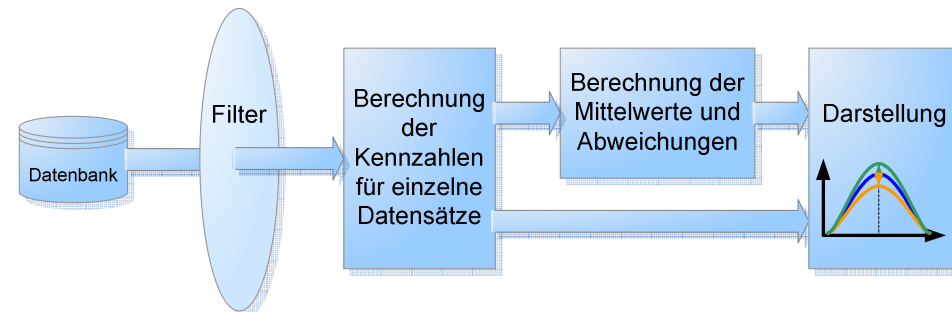 Datenbank
Filter
Berechnung
der
Kennzahlen
für einzelne
Datensätze
Berechnung der
Mittelwerte und
Abweichungen
Darstellung